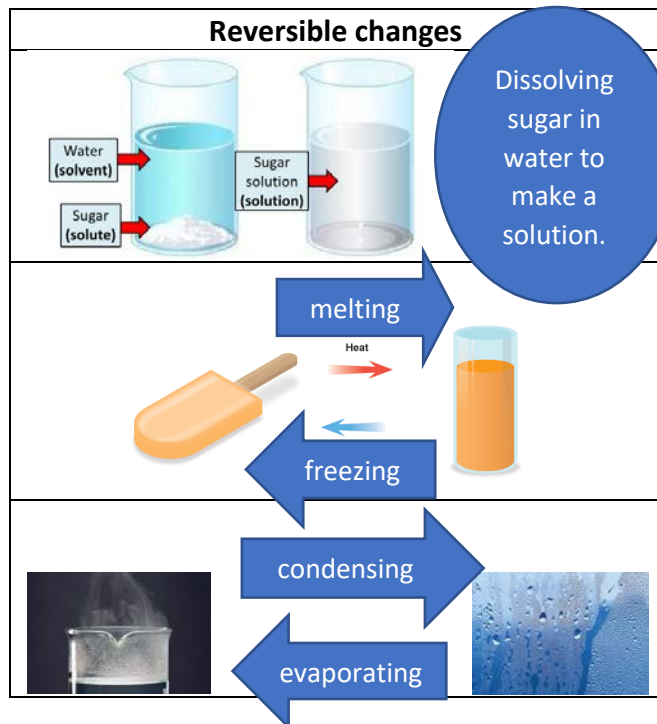 Reversible changes
Water
(solvent)
Sugar
(solute)
Sugar
solution
(solution)
Dissolving
sugar in
water to
make a
solution.
melting
Heat
freezing
condensing
evaporating